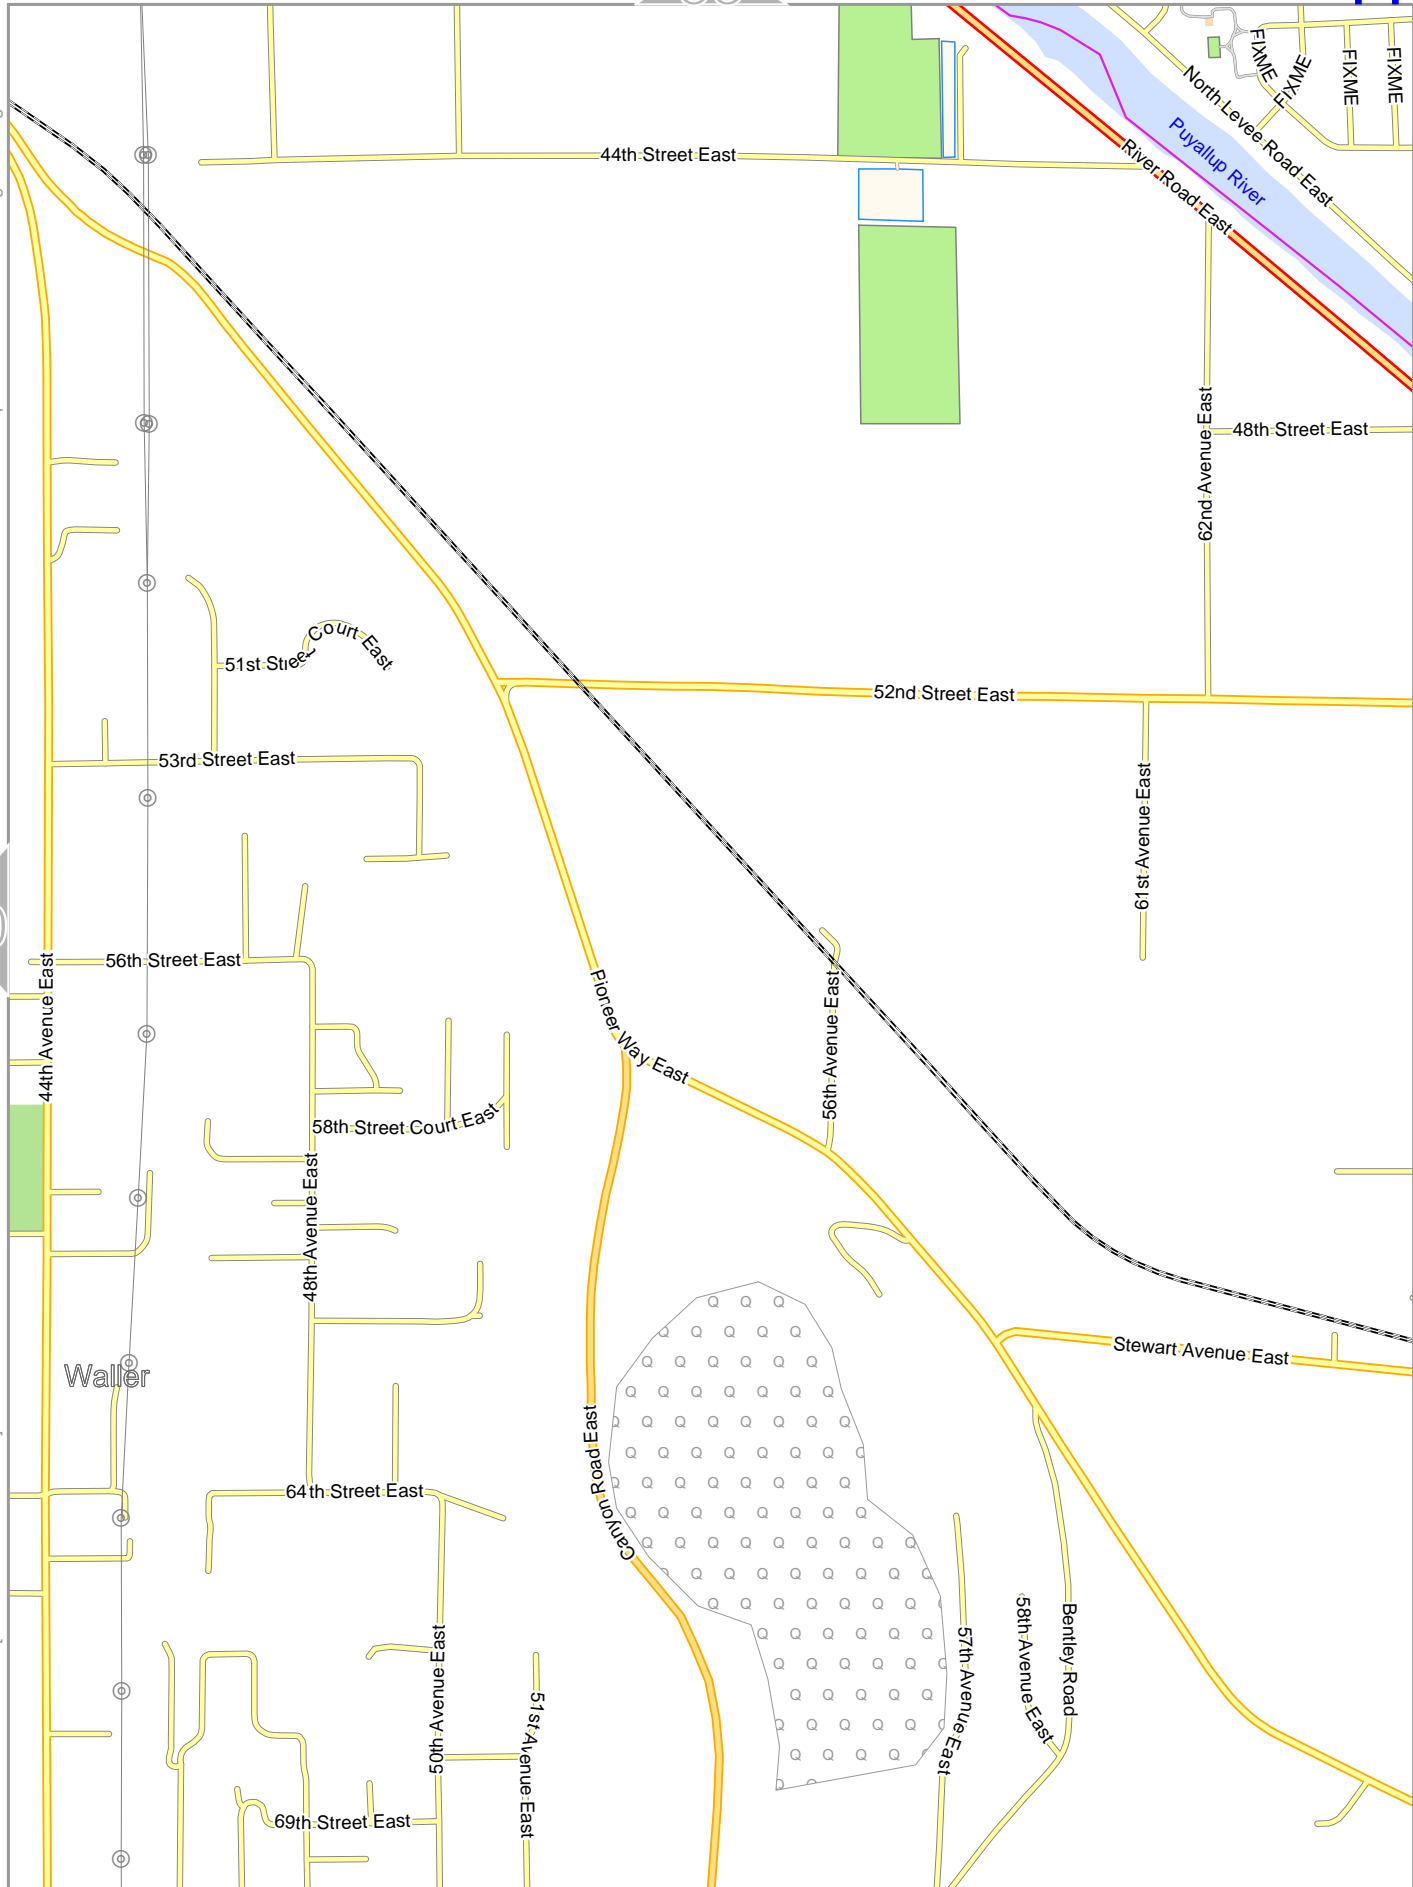 FIXME
FIXME
FIXME
FIXME
North Levee Road East
Puyallup River
River Road East
44th Street East
62nd Avenue East
48th Street East
51st Street Court East
52nd Street East
53rd Street East
61st Avenue East
56th Street East
44th Avenue East
Pioneer Way East
56th Avenue East
58th Street Court East
48th Avenue East
Stewart Avenue East
Waller
Canyon Road East
64th Street East
50th Avenue East
51st Avenue East
57th Avenue East
58th Avenue East
Bentley Road
69th Street East